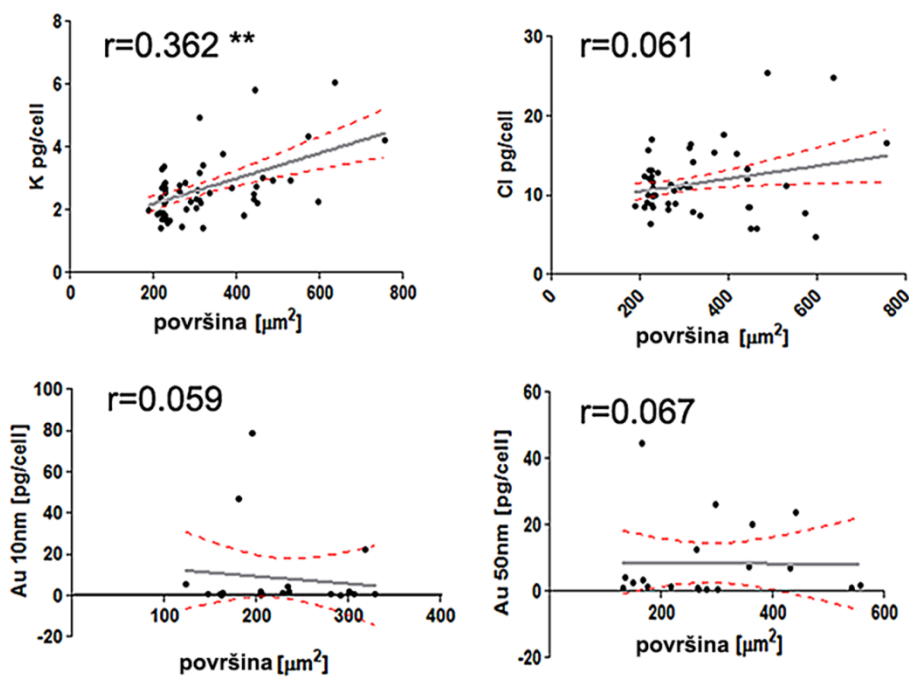 r=0.362 **
K pg/cell
8
6
4
2
0
0 200 400 600 800
površina [µm²]
r=0.061
Cl pg/cell
30
20
10
0
0 200 400 600 800
površina [µm²]
r=0.059
Au 10nm [pg/cell]
100
80
60
40
20
0
-20
100 200 300 400
površina [µm²]
r=0.067
Au 50nm [pg/cell]
60
40
20
0
-20
200 400 600
površina [µm²]